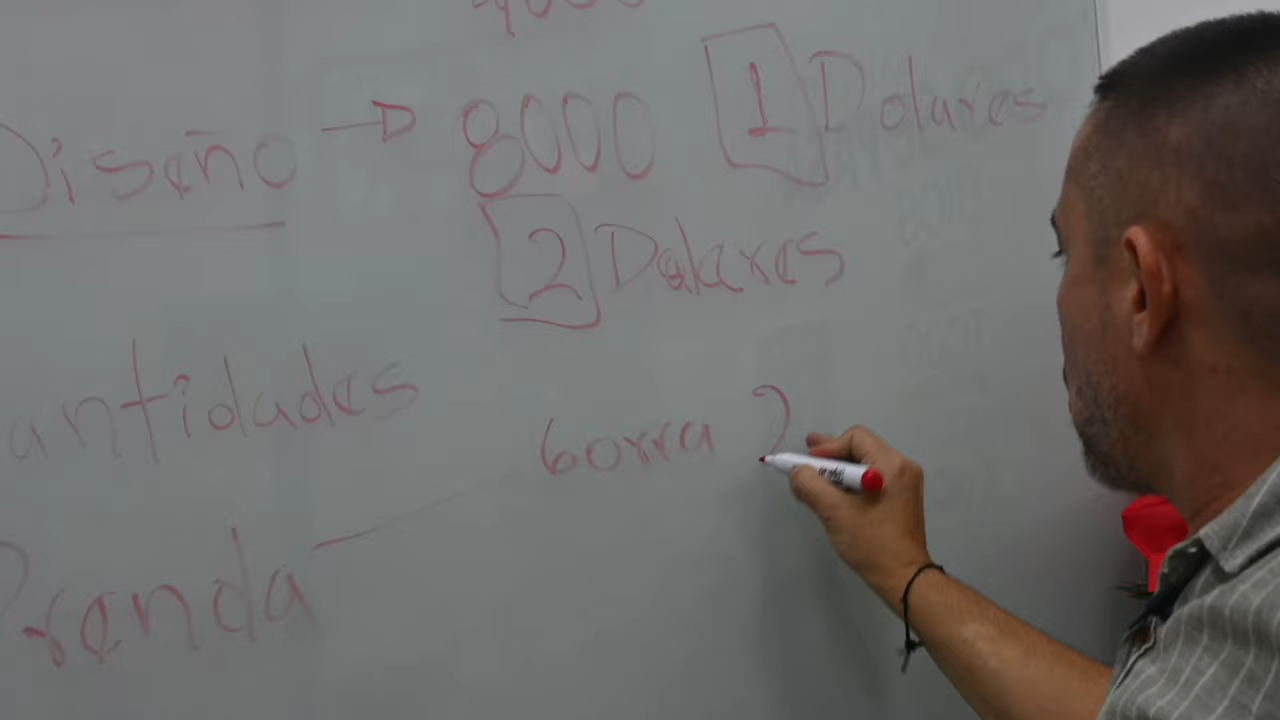 Diseño → 8000 1 Dolares
2 Dolares
antidades
gorra 2
Prenda